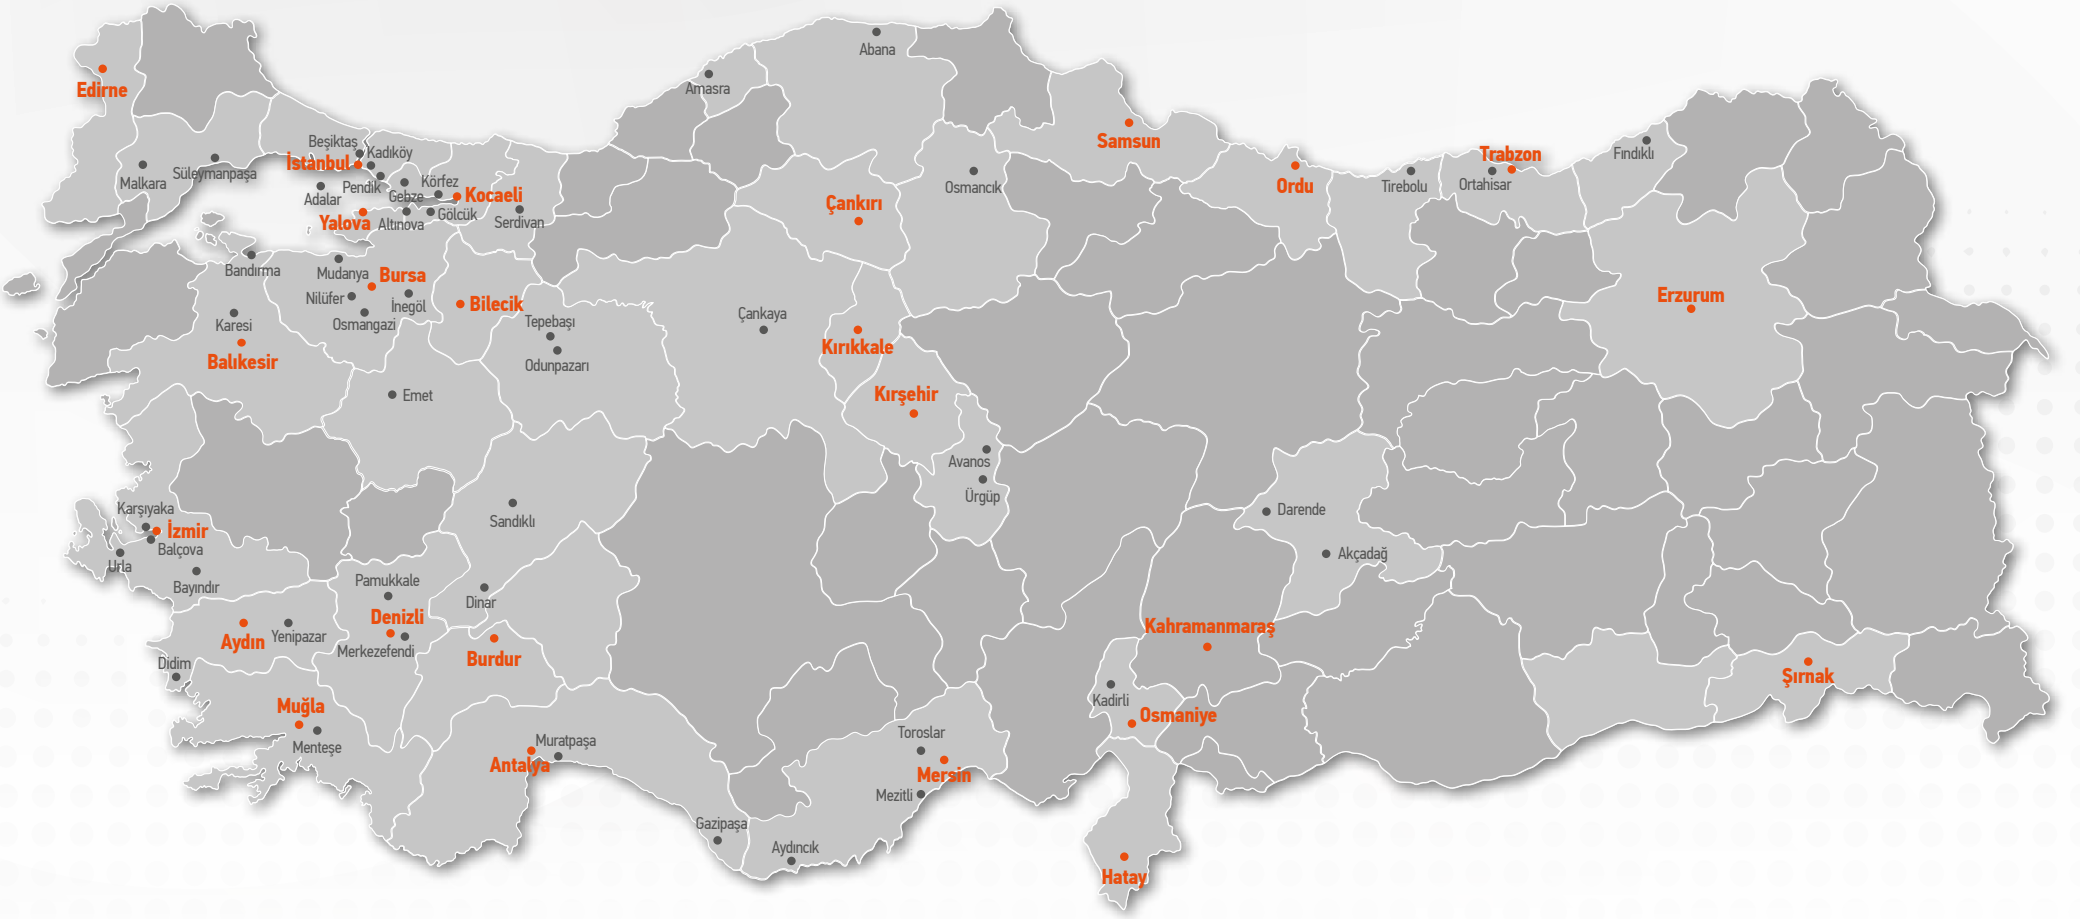 Abana
Amasra
Edirne
Samsun
Beşiktaş
Kadıköy
İstanbul
Malkara
Süleymanpaşa
Pendik
Adalar
Gebze
Körfez
Kocaeli
Yalova
Altınova
Gölcük
Serdivan
Osmancık
Çankırı
Ordu
Tirebolu
Trabzon
Ortahisar
Fındıklı
Bandırma
Mudanya
Bursa
Nilüfer
İnegöl
Osmangazi
Bilecik
Karesi
Balıkesir
Tepebaşı
Odunpazarı
Çankaya
Kırıkkale
Erzurum
Emet
Kırşehir
Avanos
Ürgüp
Karşıyaka
İzmir
Balçova
Urla
Bayındır
Sandıklı
Darende
Akçadağ
Pamukkale
Dinar
Denizli
Merkezefendi
Aydın
Yenipazar
Burdur
Didim
Kahramanmaraş
Şırnak
Muğla
Menteşe
Kadirli
Osmaniye
Muratpaşa
Antalya
Toroslar
Mersin
Mezitli
Gazipaşa
Aydıncık
Hatay